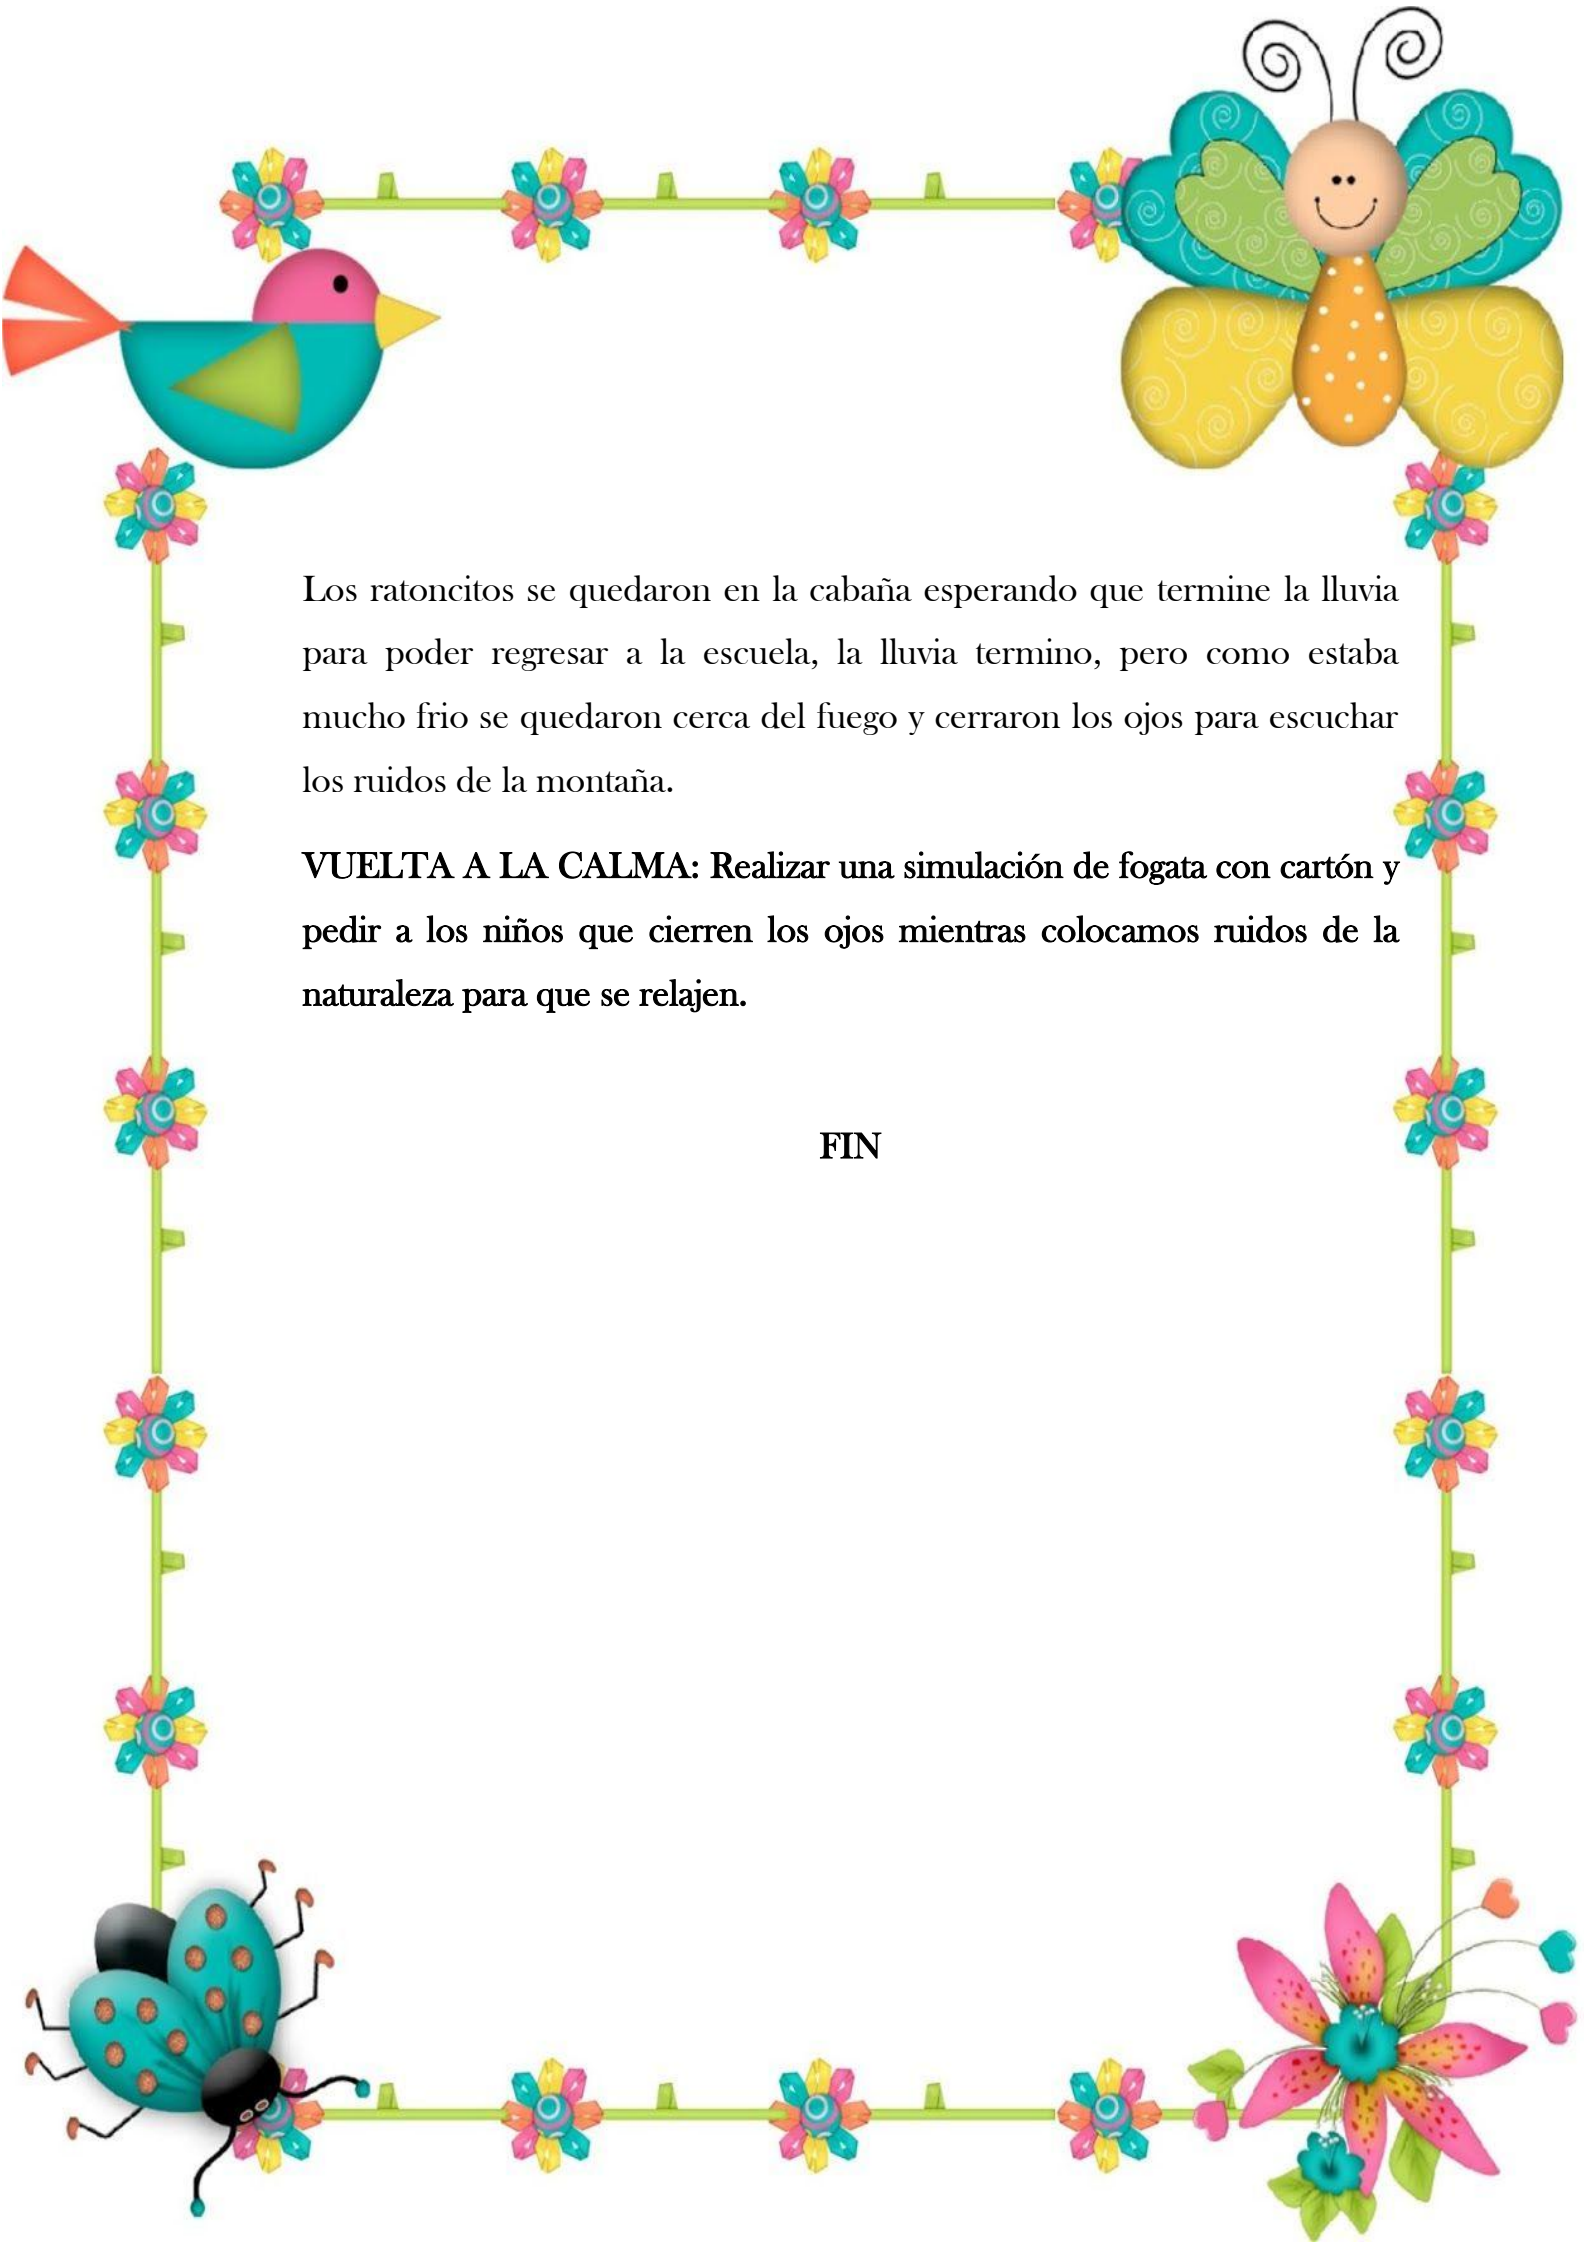 Los ratoncitos se quedaron en la cabaña esperando que termine la lluvia
para poder regresar a la escuela, la lluvia termino, pero como estaba
mucho frio se quedaron cerca del fuego y cerraron los ojos para escuchar
los ruidos de la montaña.
VUELTA A LA CALMA: Realizar una simulación de fogata con cartón y
pedir a los niños que cierren los ojos mientras colocamos ruidos de la
naturaleza para que se relajen.
FIN